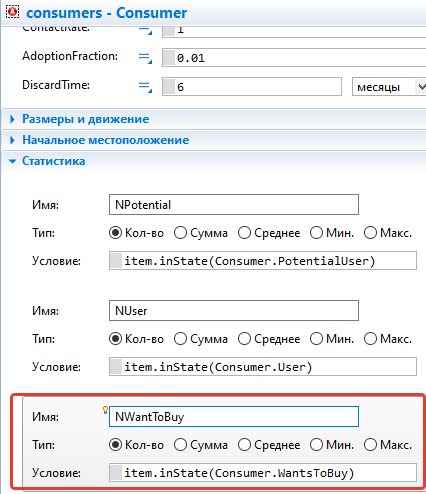 consumers - Consumer
ContactRate: 1
AdoptionFraction: 0.01
DiscardTime: 6 месяцы
Размеры и движение
Начальное местоположение
Статистика
Имя: NPotential
Тип: Кол-во Сумма Среднее Мин. Макс.
Условие: item.inState(Consumer.PotentialUser)
Имя: NUser
Тип: Кол-во Сумма Среднее Мин. Макс.
Условие: item.inState(Consumer.User)
Имя: NWantToBuy
Тип: Кол-во Сумма Среднее Мин. Макс.
Условие: item.inState(Consumer.WantsToBuy)